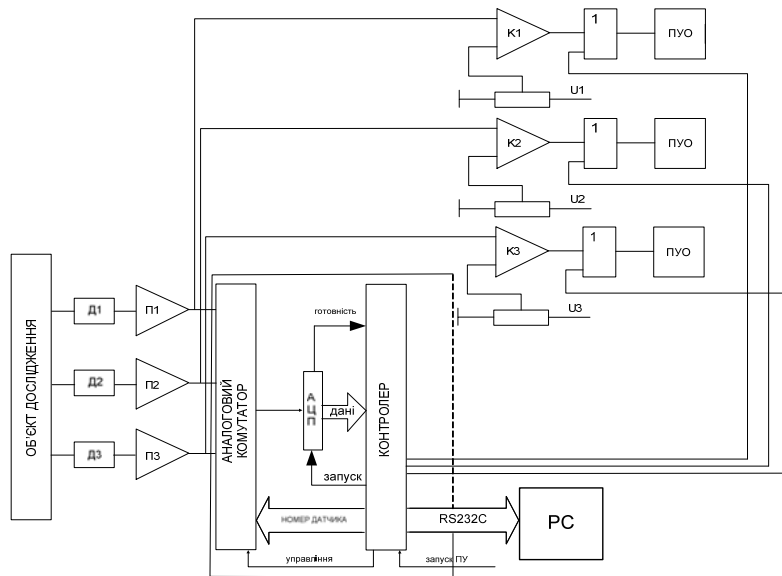 К1
1
ПУО
U1
К2
1
ПУО
U2
К3
1
ПУО
U3
ОБ'ЄКТ ДОСЛІДЖЕННЯ
Д1
П1
Д2
П2
Д3
П3
АНАЛОГОВИЙ
КОМУТАТОР
готовність
АЦП
дані
запуск
КОНТРОЛЕР
НОМЕР ДАТЧИКА
RS232C
PC
управління
запуск ПУ